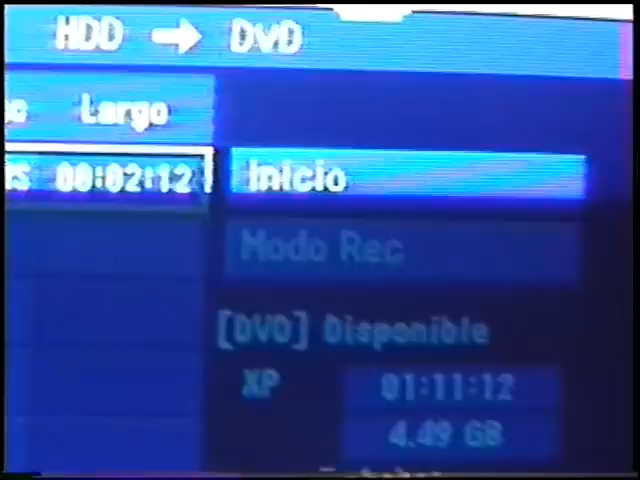 HDD → DVD
Largo
00:02:12
Inicio
Modo Rec
[DVD] Disponible
XP 01:11:12
4.49 GB